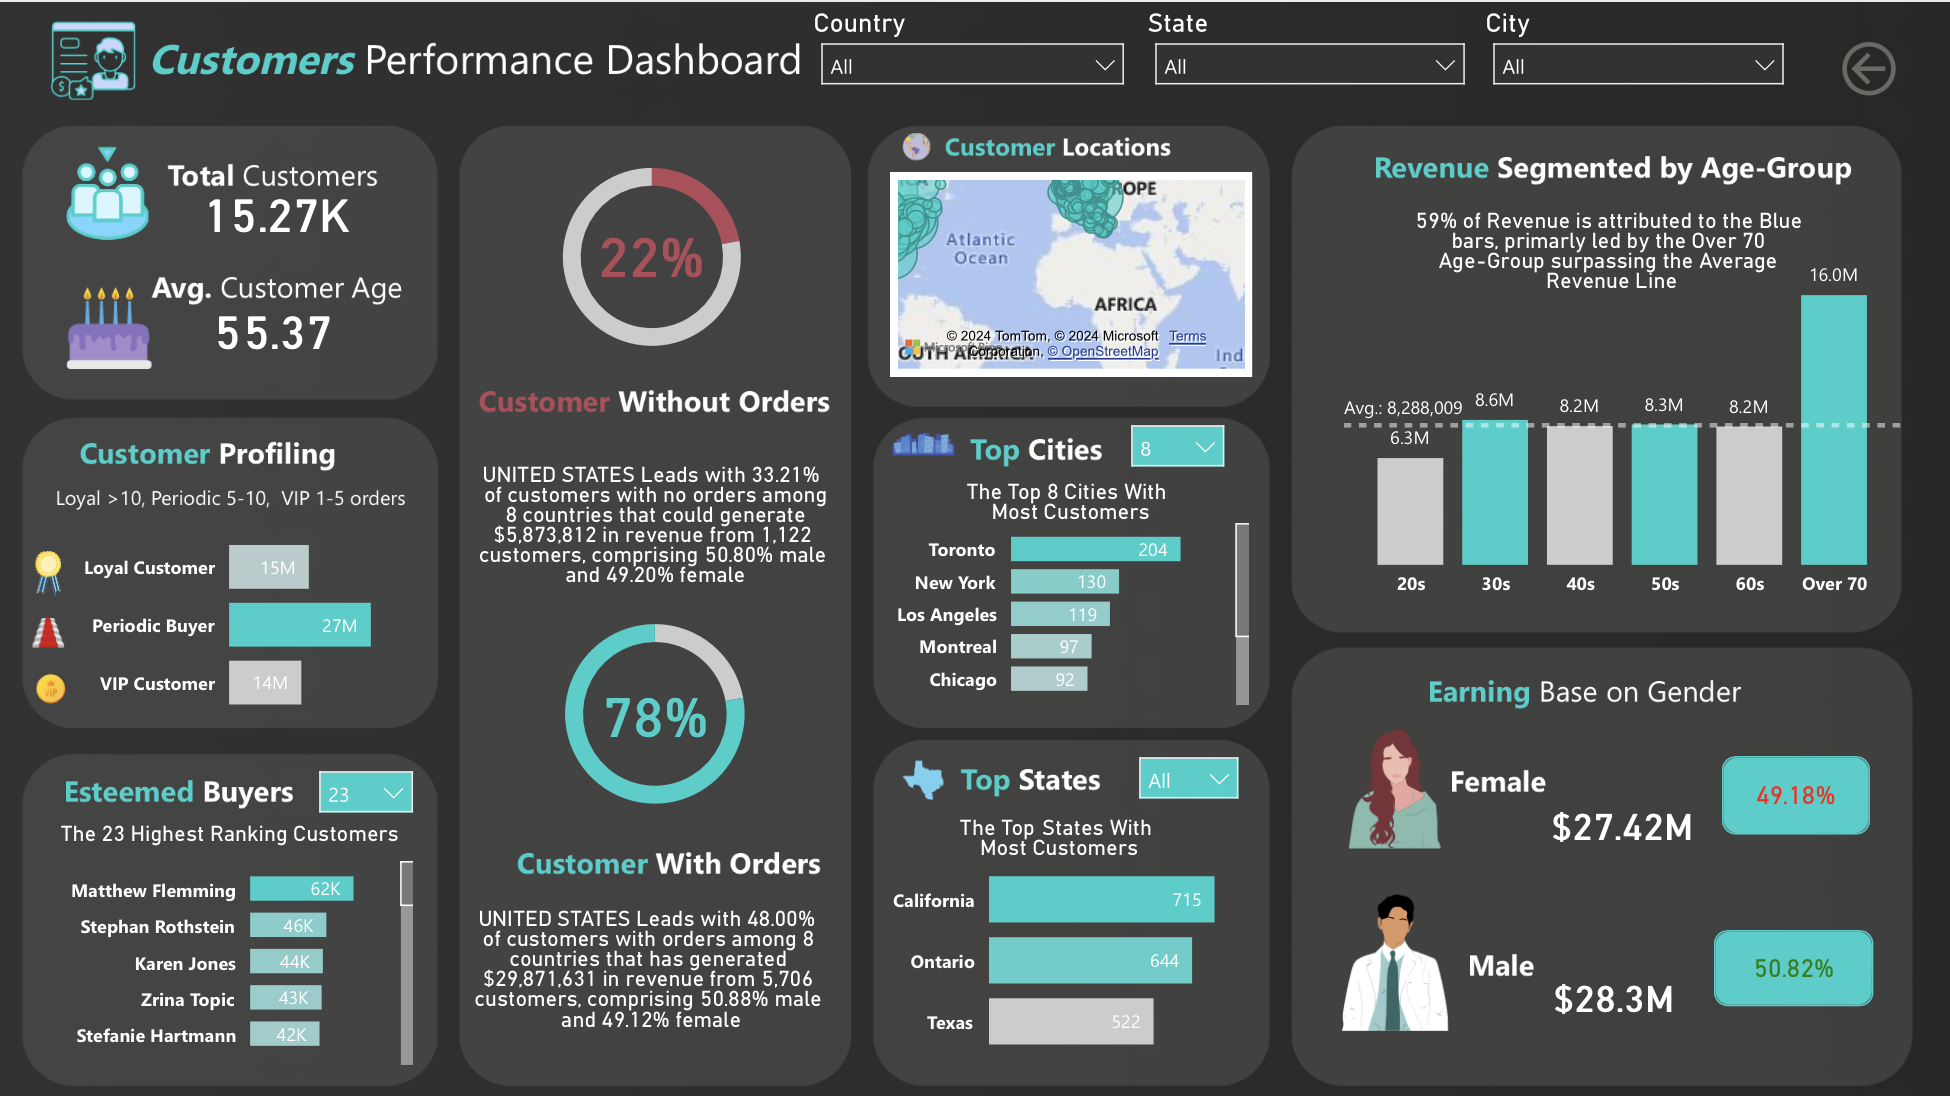 Customers Performance Dashboard
Country
All
State
All
City
All
Total Customers
15.27K
Avg. Customer Age
55.37
Customer Profiling
Loyal >10, Periodic 5-10, VIP 1-5 orders
Loyal Customer 15M
Periodic Buyer 27M
VIP Customer 14M
VIP
Esteemed Buyers 23
The 23 Highest Ranking Customers
Matthew Flemming 62K
Stephan Rothstein 46K
Karen Jones 44K
Zrina Topic 43K
Stefanie Hartmann 42K
22%
Customer Without Orders
UNITED STATES Leads with 33.21%
of customers with no orders among
8 countries that could generate
$5,873,812 in revenue from 1,122
customers, comprising 50.80% male
and 49.20% female
78%
Customer With Orders
UNITED STATES Leads with 48.00%
of customers with orders among 8
countries that has generated
$29,871,631 in revenue from 5,706
customers, comprising 50.88% male
and 49.12% female
Customer Locations
ROPE
Atlantic
Ocean
AFRICA
© 2024 TomTom, © 2024 Microsoft Terms
Corporation, © OpenStreetMap
OUTH AMERICA
Microsoft Bing
Ind
Top Cities 8
The Top 8 Cities With
Most Customers
Toronto 204
New York 130
Los Angeles 119
Montreal 97
Chicago 92
Top States All
The Top States With
Most Customers
California 715
Ontario 644
Texas 522
Revenue Segmented by Age-Group
59% of Revenue is attributed to the Blue
bars, primarily led by the Over 70
Age-Group surpassing the Average
Revenue Line
16.0M
Avg.: 8,288,009
6.3M
8.6M
8.2M
8.3M
8.2M
20s 30s 40s 50s 60s Over 70
Earning Base on Gender
Female
$27.42M
49.18%
Male
$28.3M
50.82%